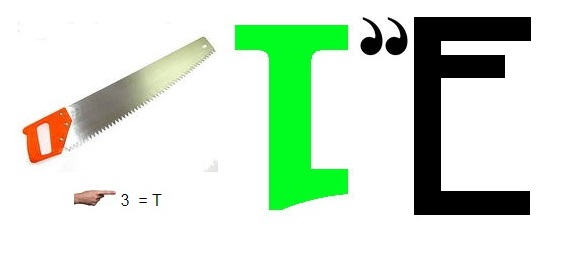 ” E
3 = T